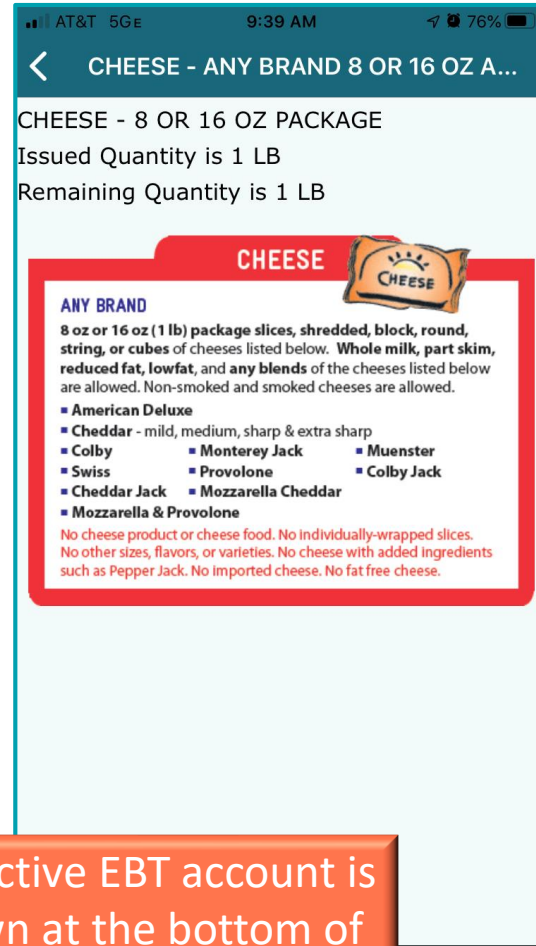 AT&T 5GE 9:39 AM 76%
CHEESE - ANY BRAND 8 OR 16 OZ A...
CHEESE - 8 OR 16 OZ PACKAGE
Issued Quantity is 1 LB
Remaining Quantity is 1 LB
CHEESE
CHEESE
ANY BRAND
8 oz or 16 oz (1 lb) package slices, shredded, block, round,
string, or cubes of cheeses listed below. Whole milk, part skim,
reduced fat, lowfat, and any blends of the cheeses listed below
are allowed. Non-smoked and smoked cheeses are allowed.
▪ American Deluxe
▪ Cheddar - mild, medium, sharp & extra sharp
▪ Colby ▪ Monterey Jack ▪ Muenster
▪ Swiss ▪ Provolone ▪ Colby Jack
▪ Cheddar Jack ▪ Mozzarella Cheddar
▪ Mozzarella & Provolone
No cheese product or cheese food. No individually-wrapped slices.
No other sizes, flavors, or varieties. No cheese with added ingredients
such as Pepper Jack. No imported cheese. No fat free cheese.
ctive EBT account is
n at the bottom of